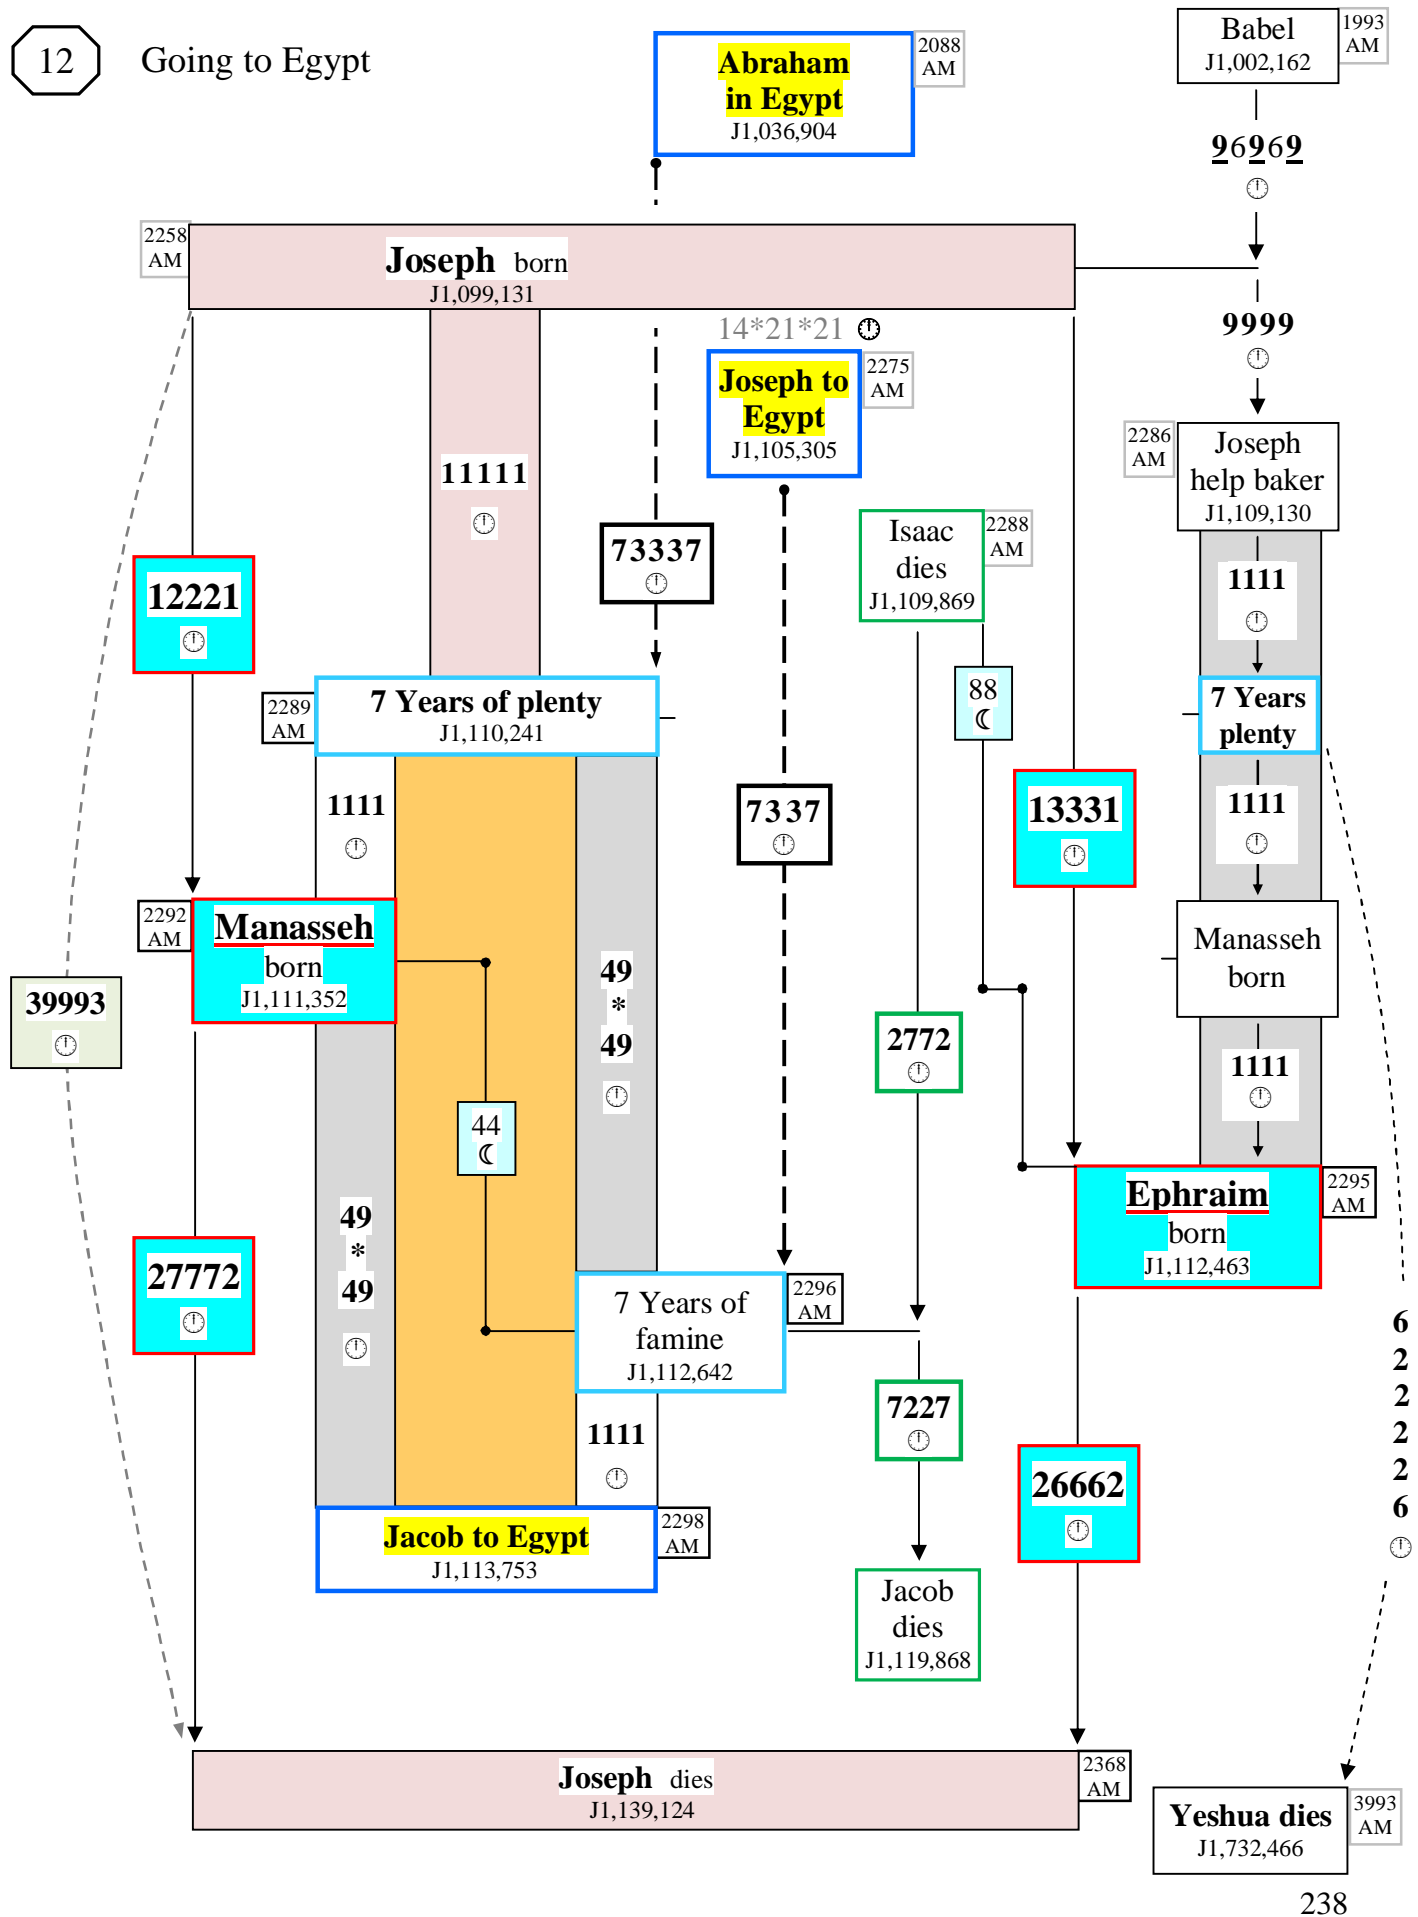 12
Going to Egypt
Abraham
in Egypt
J1,036,904
2088
AM
Babel
J1,002,162
1993
AM
96969
2258
AM
Joseph born
J1,099,131
9999
14*21*21
Joseph to
Egypt
J1,105,305
2275
AM
2286
AM
Joseph
help baker
J1,109,130
11111
73337
Isaac
dies
J1,109,869
2288
AM
1111
12221
88
☾
2289
AM
7 Years of plenty
J1,110,241
7 Years
plenty
1111
7337
13331
1111
2292
AM
Manasseh
born
J1,111,352
Manasseh
born
39993
49
*
49
2772
1111
44
☾
Ephraim
born
J1,112,463
2295
AM
49
*
49
27772
7 Years of
famine
J1,112,642
2296
AM
6
2
2
2
2
6
7227
1111
26662
Jacob to Egypt
J1,113,753
2298
AM
Jacob
dies
J1,119,868
Joseph dies
J1,139,124
2368
AM
Yeshua dies
J1,732,466
3993
AM
238